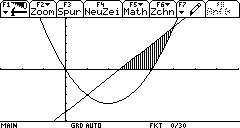 F1 F2 F3 F4 F5 F6 F7
Zoom Spur NeuZei Math Zchn
MAIN GRD AUTO FKT 0/30